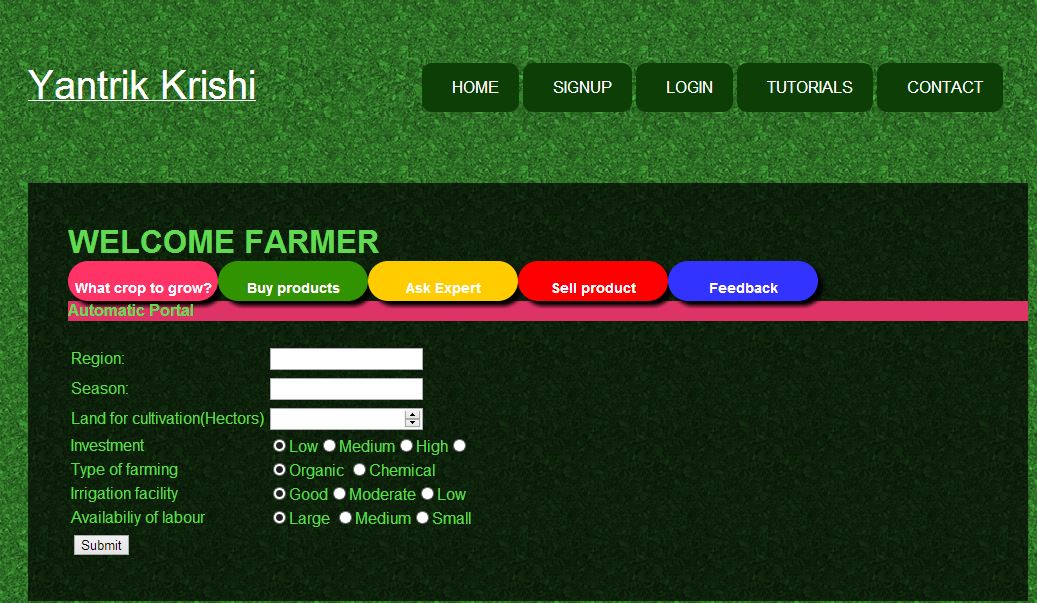 Yantrik Krishi
HOME SIGNUP LOGIN TUTORIALS CONTACT
WELCOME FARMER
What crop to grow? Buy products Ask Expert Sell product Feedback
Automatic Portal
Region:
Season:
Land for cultivation(Hectors)
Investment Low Medium High
Type of farming Organic Chemical
Irrigation facility Good Moderate Low
Availabiliy of labour Large Medium Small
Submit